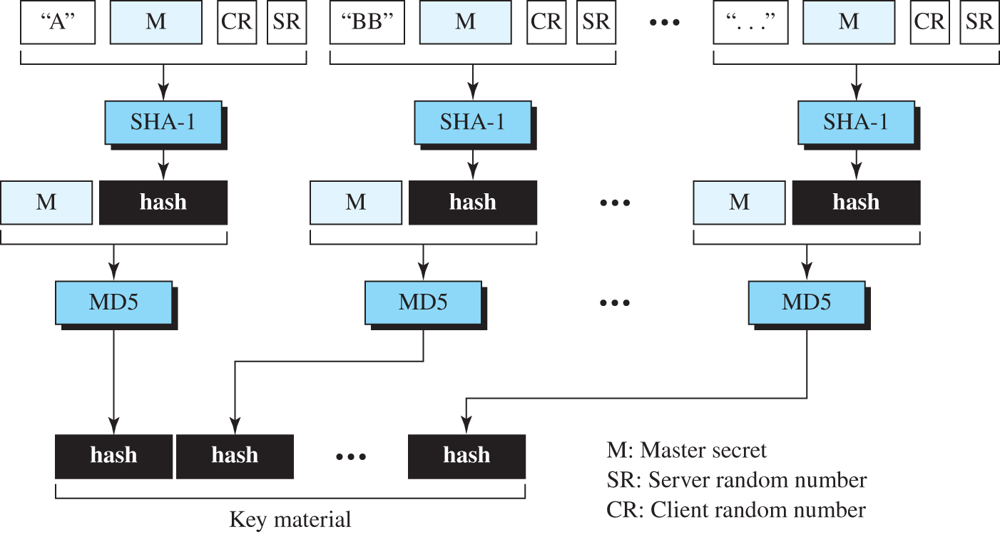 “A” M CR SR “BB” M CR SR ••• “. . .” M CR SR
SHA-1 SHA-1 SHA-1
M hash M hash ••• M hash
MD5 MD5 ••• MD5
hash hash ••• hash
M: Master secret
SR: Server random number
CR: Client random number
Key material